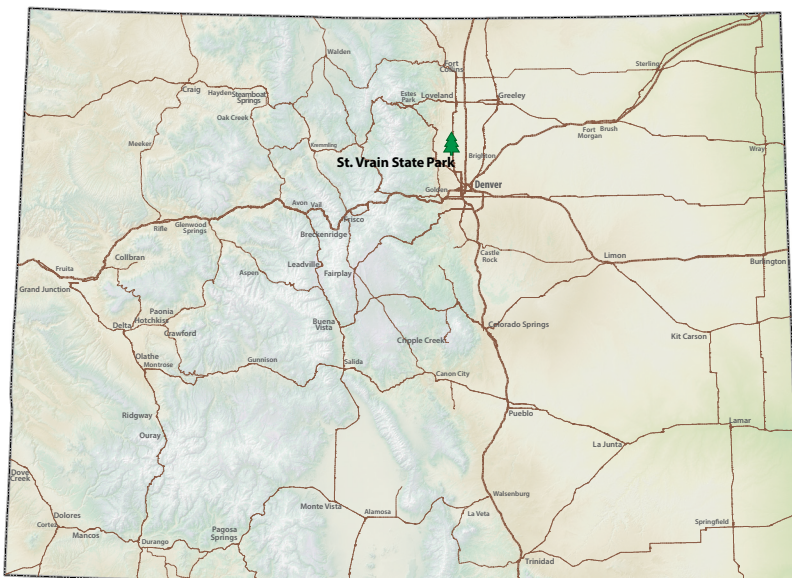 Walden
Fort
Collins
Sterling
Craig
Hayden
Steamboat
Springs
Estes
Park
Loveland
Greeley
Oak Creek
Fort
Morgan
Brush
Meeker
Kremmling
Wray
St. Vrain State Park
Brighton
Golden
Denver
Avon
Vail
Frisco
Rifle
Glenwood
Springs
Breckenridge
Castle
Rock
Limon
Burlington
Collbran
Fruita
Leadville
Fairplay
Aspen
Grand Junction
Paonia
Hotchkiss
Delta
Crawford
Buena
Vista
Cripple Creek
Colorado Springs
Kit Carson
Olathe
Montrose
Gunnison
Salida
Canon City
Ridgway
Pueblo
Ouray
La Junta
Lamar
Dove
Creek
Walsenburg
Monte Vista
Alamosa
La Veta
Dolores
Cortez
Mancos
Pagosa
Springs
Durango
Springfield
Trinidad